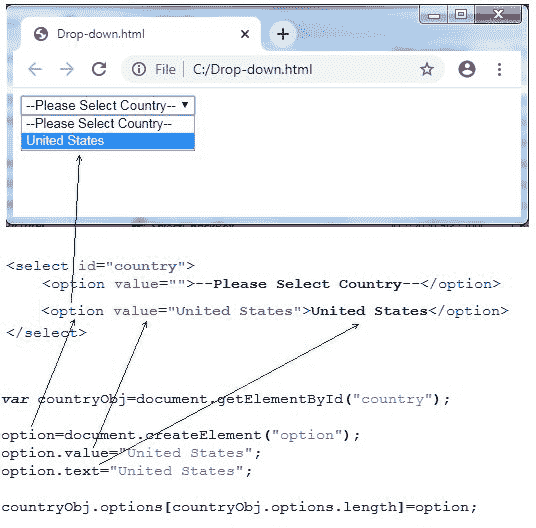 Drop-down.html
File | C:/Drop-down.html
--Please Select Country--
--Please Select Country--
United States
<select id="country">
<option value="">--Please Select Country--</option>
<option value="United States">United States</option>
</select>
var countryObj=document.getElementById("country");
option=document.createElement("option");
option.value="United States";
option.text="United States";
countryObj.options[countryObj.options.length]=option;